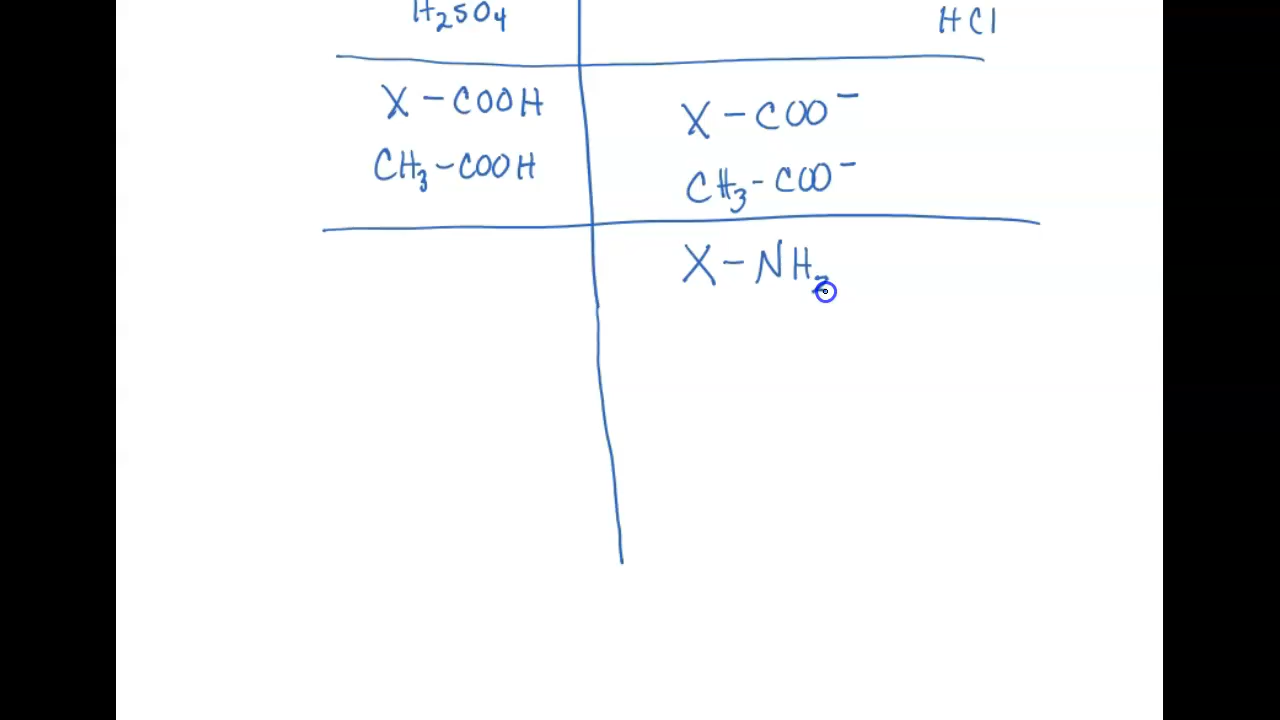 H₂SO₄ HCl
X-COOH X-COO⁻
CH₃-COOH CH₃-COO⁻
X-NH₂